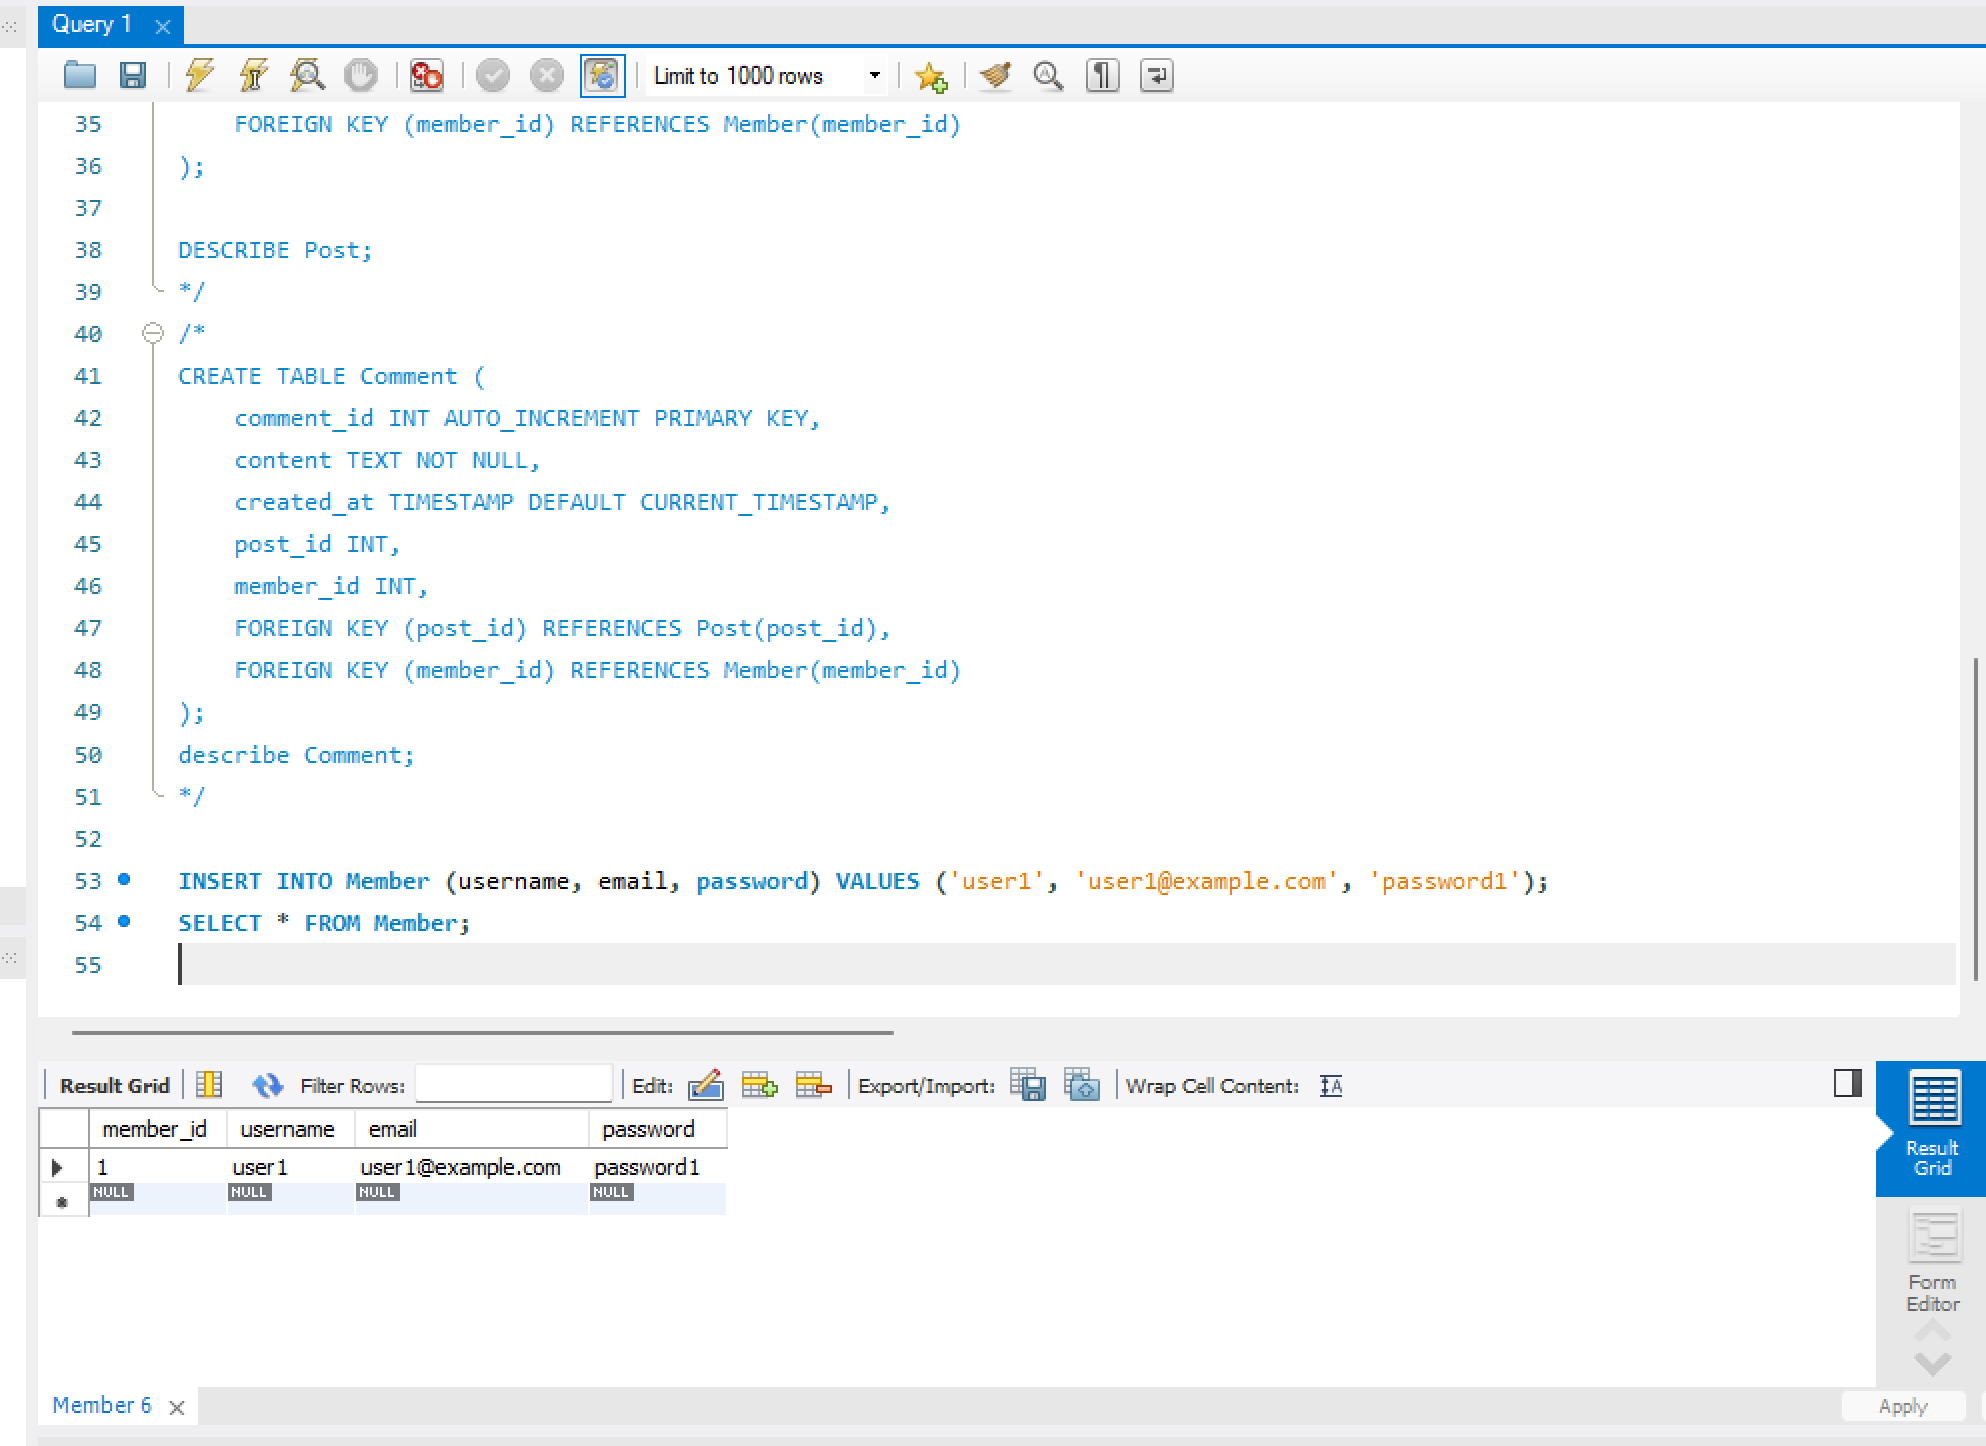 Query 1
Limit to 1000 rows
35 FOREIGN KEY (member_id) REFERENCES Member(member_id)
36 );
37
38 DESCRIBE Post;
39 */
40 /*
41 CREATE TABLE Comment (
42 comment_id INT AUTO_INCREMENT PRIMARY KEY,
43 content TEXT NOT NULL,
44 created_at TIMESTAMP DEFAULT CURRENT_TIMESTAMP,
45 post_id INT,
46 member_id INT,
47 FOREIGN KEY (post_id) REFERENCES Post(post_id),
48 FOREIGN KEY (member_id) REFERENCES Member(member_id)
49 );
50 describe Comment;
51 */
52
53 INSERT INTO Member (username, email, password) VALUES ('user1', 'user1@example.com', 'password1');
54 SELECT * FROM Member;
55
Result Grid Filter Rows: Edit: Export/Import: Wrap Cell Content:
member_id username email password
1 user1 user1@example.com password1
NULL NULL NULL NULL
Result
Grid
Form
Editor
Member 6
Apply